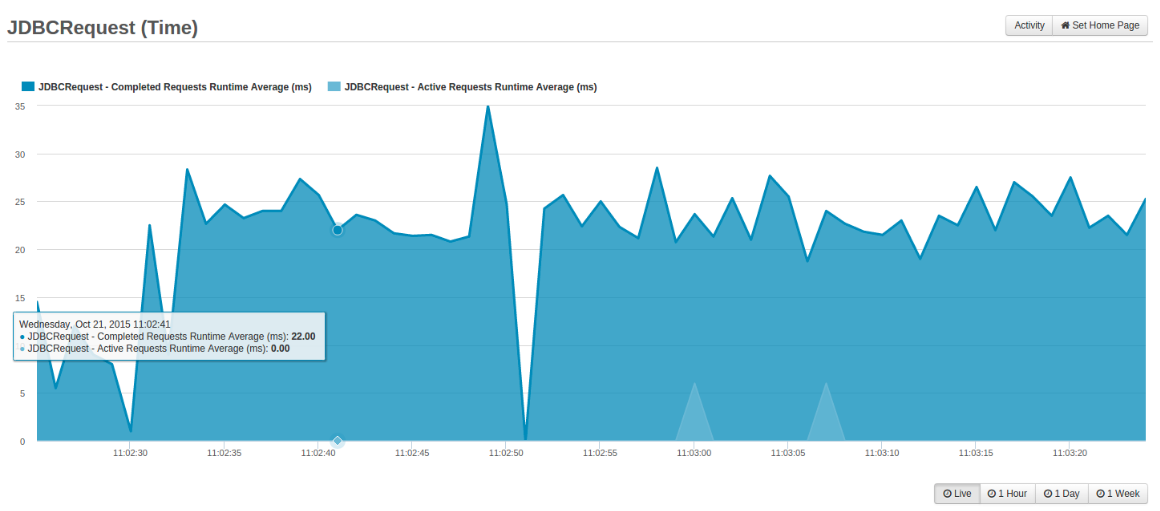 JDBCRequest (Time)
Activity
Set Home Page
JDBCRequest - Completed Requests Runtime Average (ms)
JDBCRequest - Active Requests Runtime Average (ms)
35
30
25
20
15
5
0
Wednesday, Oct 21, 2015 11:02:41
JDBCRequest - Completed Requests Runtime Average (ms): 22.00
JDBCRequest - Active Requests Runtime Average (ms): 0.00
11:02:30 11:02:35 11:02:40 11:02:45 11:02:50 11:02:55 11:03:00 11:03:05 11:03:10 11:03:15 11:03:20
Live 1 Hour 1 Day 1 Week